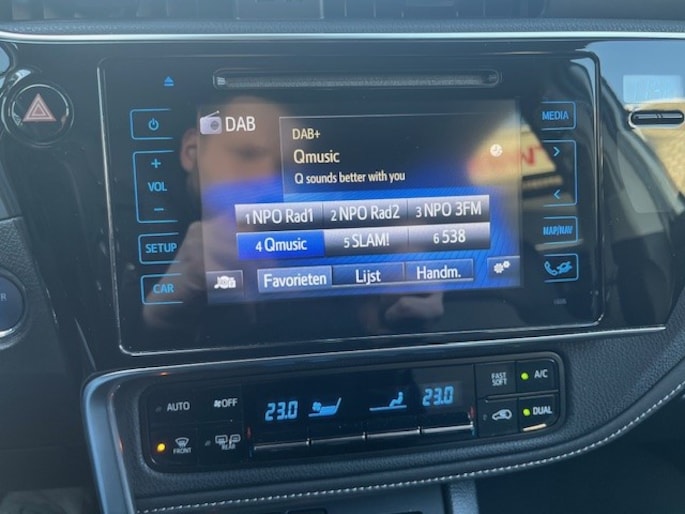 DAB
DAB+
Qmusic
Q sounds better with you
1 NPO Rad1 2 NPO Rad2 3 NPO 3FM
4 Qmusic 5 SLAM! 6 538
Favorieten Lijst Handm.
+
VOL
-
SETUP
CAR
MEDIA
>
<
MAP/NAV
AUTO OFF
FRONT REAR
23.0 23.0
FAST
SOFT
A/C
DUAL
R